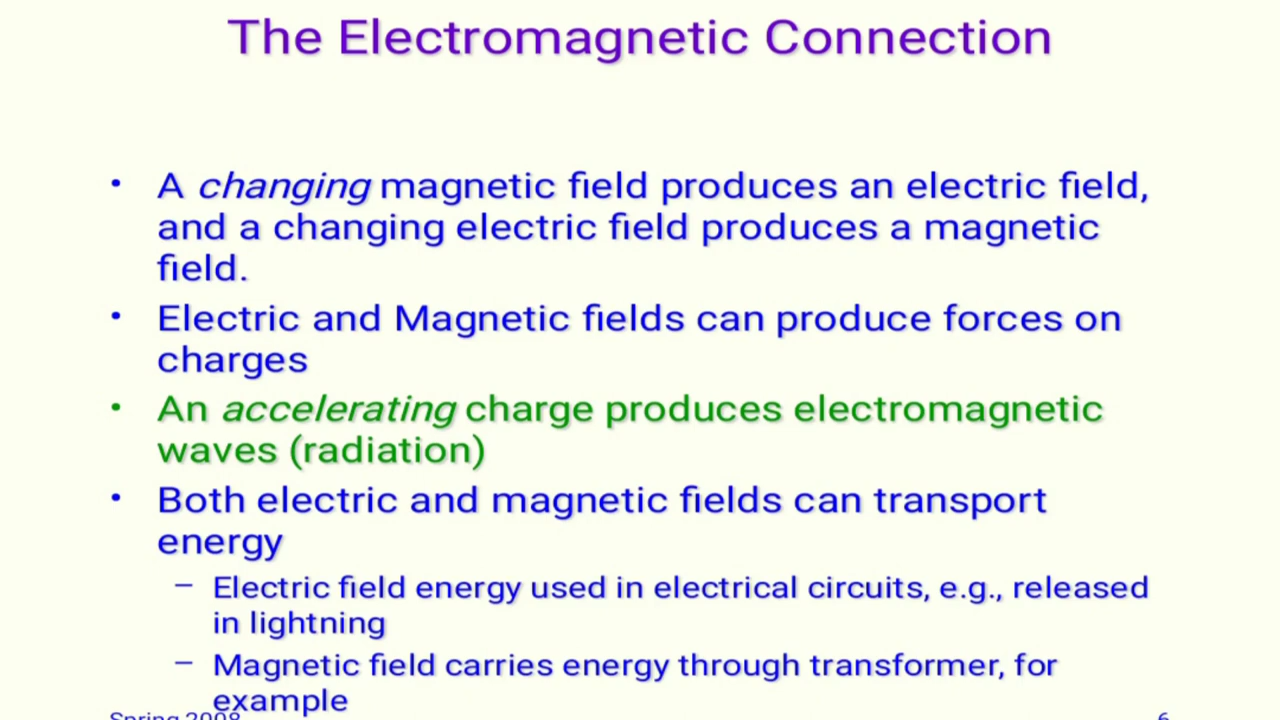 The Electromagnetic Connection
• A changing magnetic field produces an electric field,
and a changing electric field produces a magnetic
field.
• Electric and Magnetic fields can produce forces on
charges
• An accelerating charge produces electromagnetic
waves (radiation)
• Both electric and magnetic fields can transport
energy
– Electric field energy used in electrical circuits, e.g., released
in lightning
– Magnetic field carries energy through transformer, for
example
Spring 2008
6